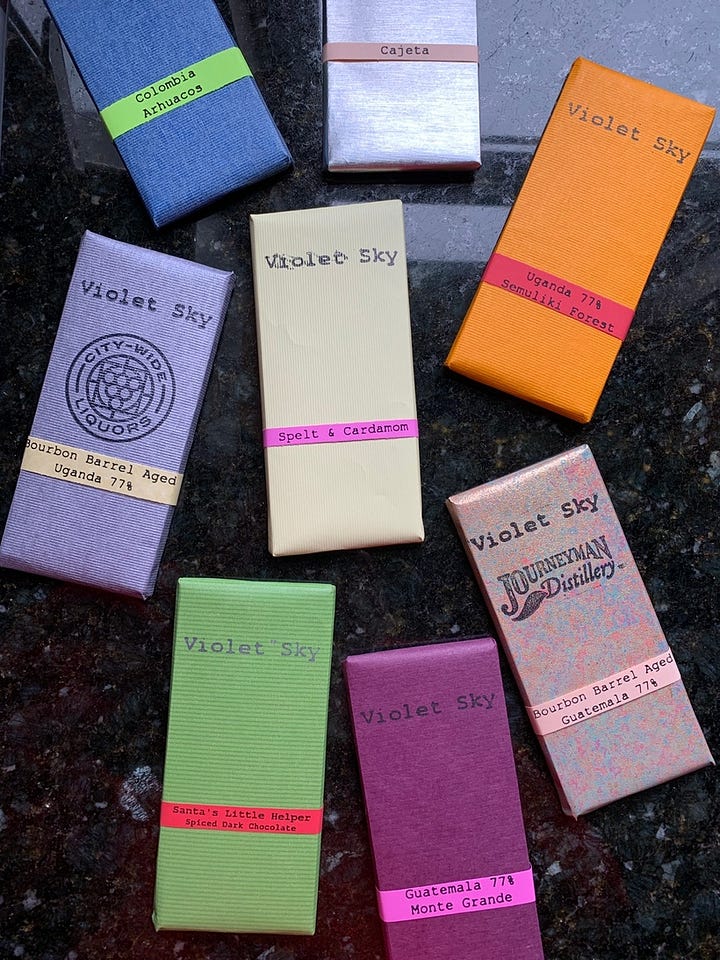 Colombia
Arhuacos
Cajeta
Violet Sky
Uganda 77%
Semuliki Forest
Violet Sky
CITY-WIDE
LIQUORS
Bourbon Barrel Aged
Uganda 77%
Violet Sky
Spelt & Cardamom
Violet Sky
JOURNEYMAN
Distillery
Bourbon Barrel Aged
Guatemala 77%
Violet Sky
Santa's Little Helper
Spiced Dark Chocolate
Violet Sky
Guatemala 77%
Monte Grande